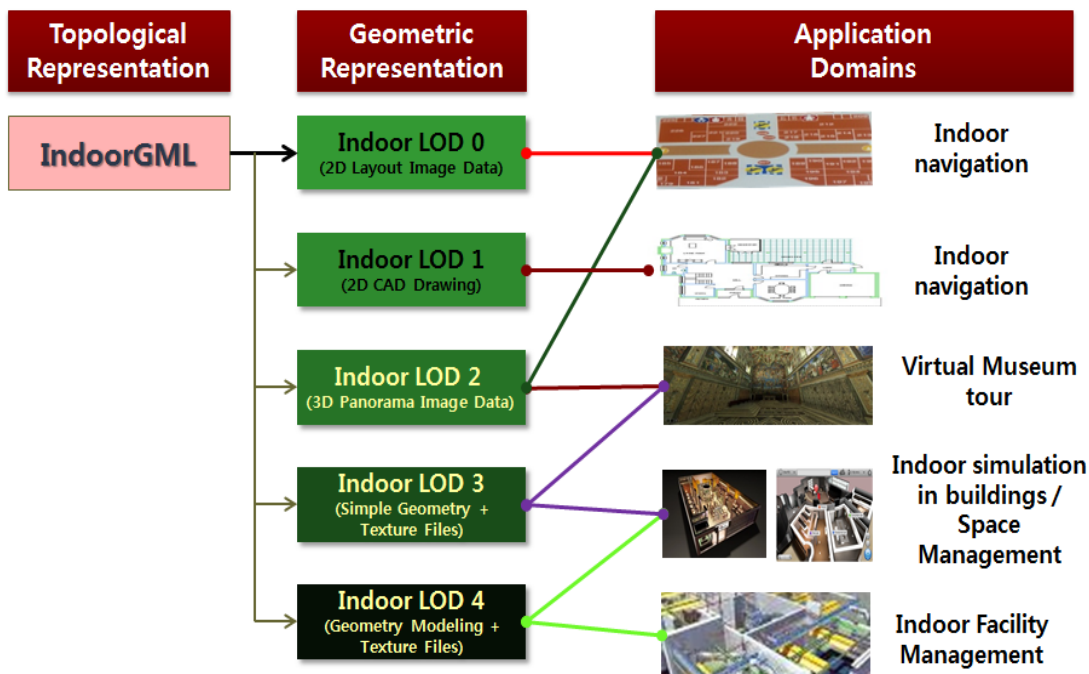 Topological
Representation
Geometric
Representation
Application
Domains
IndoorGML
Indoor LOD 0
(2D Layout Image Data)
Indoor
navigation
Indoor LOD 1
(2D CAD Drawing)
Indoor
navigation
Indoor LOD 2
(3D Panorama Image Data)
Virtual Museum
tour
Indoor LOD 3
(Simple Geometry +
Texture Files)
Indoor simulation
in buildings /
Space
Management
Indoor LOD 4
(Geometry Modeling +
Texture Files)
Indoor Facility
Management